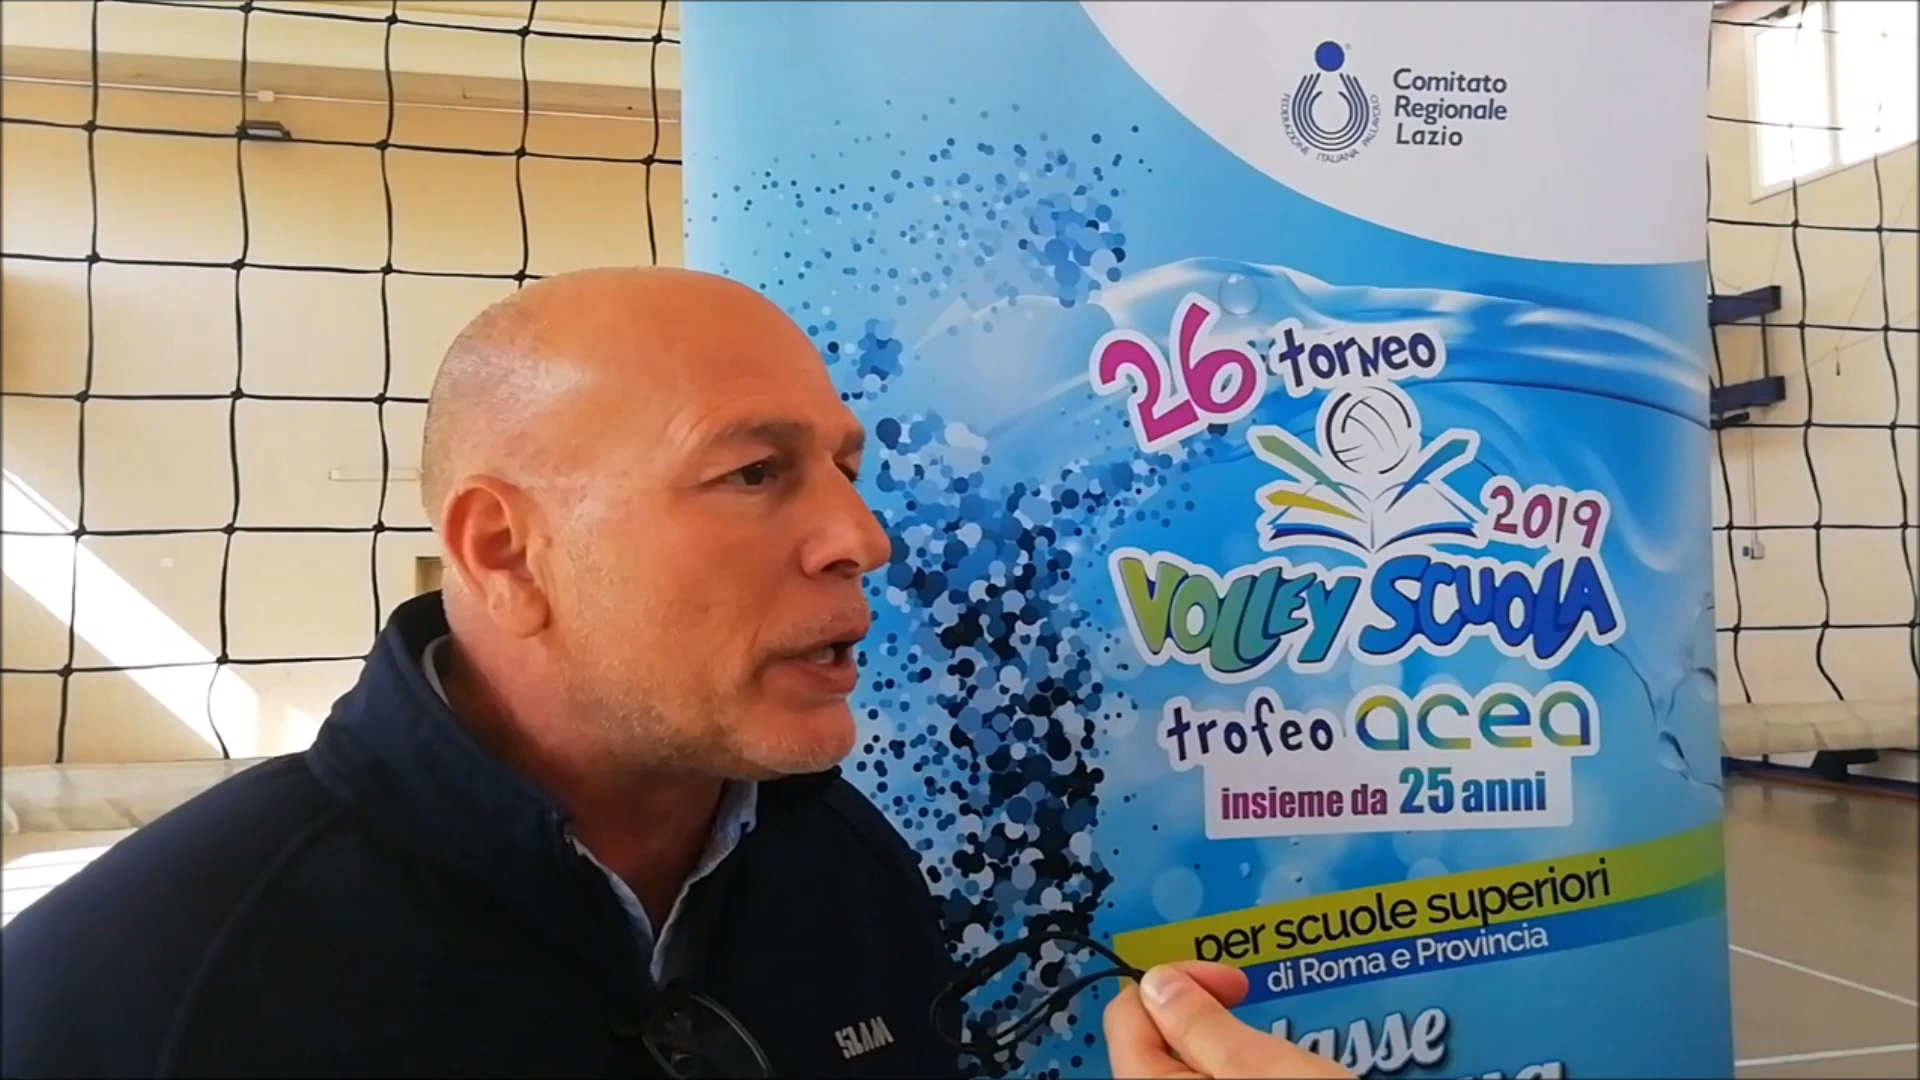 FEDERAZIONE ITALIANA PALLAVOLO
Comitato
Regionale
Lazio
26 torneo
2019
VOLLEY SCUOLA
trofeo acea
insieme da 25 anni
per scuole superiori
di Roma e Provincia
SLAM